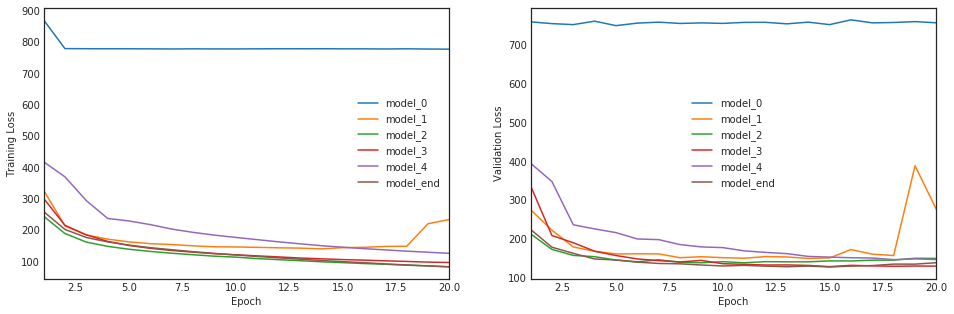 900
800
700
600
500
400
300
200
100
Training Loss
model_0
model_1
model_2
model_3
model_4
model_end
2.5 5.0 7.5 10.0 12.5 15.0 17.5 20.0
Epoch
700
600
500
400
300
200
100
Validation Loss
model_0
model_1
model_2
model_3
model_4
model_end
2.5 5.0 7.5 10.0 12.5 15.0 17.5 20.0
Epoch